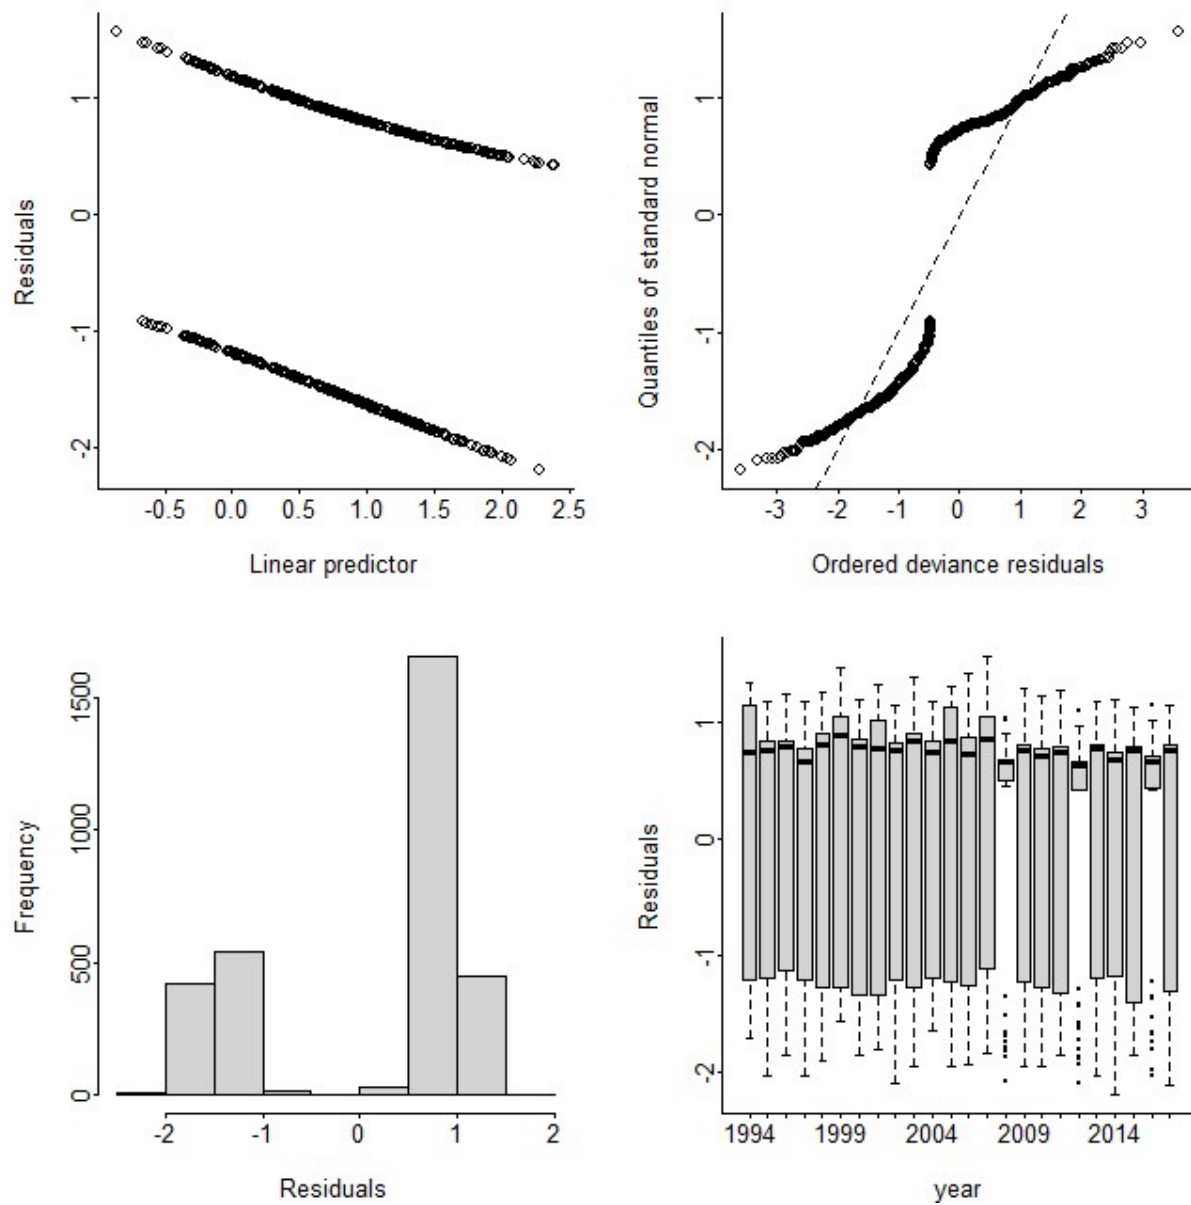 1
0
-1
-2
Residuals
-0.5 0.0 0.5 1.0 1.5 2.0 2.5
Linear predictor
1
0
-1
-2
Quantiles of standard normal
-3 -2 -1 0 1 2 3
Ordered deviance residuals
1500
1000
500
0
Frequency
-2 -1 0 1 2
Residuals
1
0
-1
-2
Residuals
1994 1999 2004 2009 2014
year